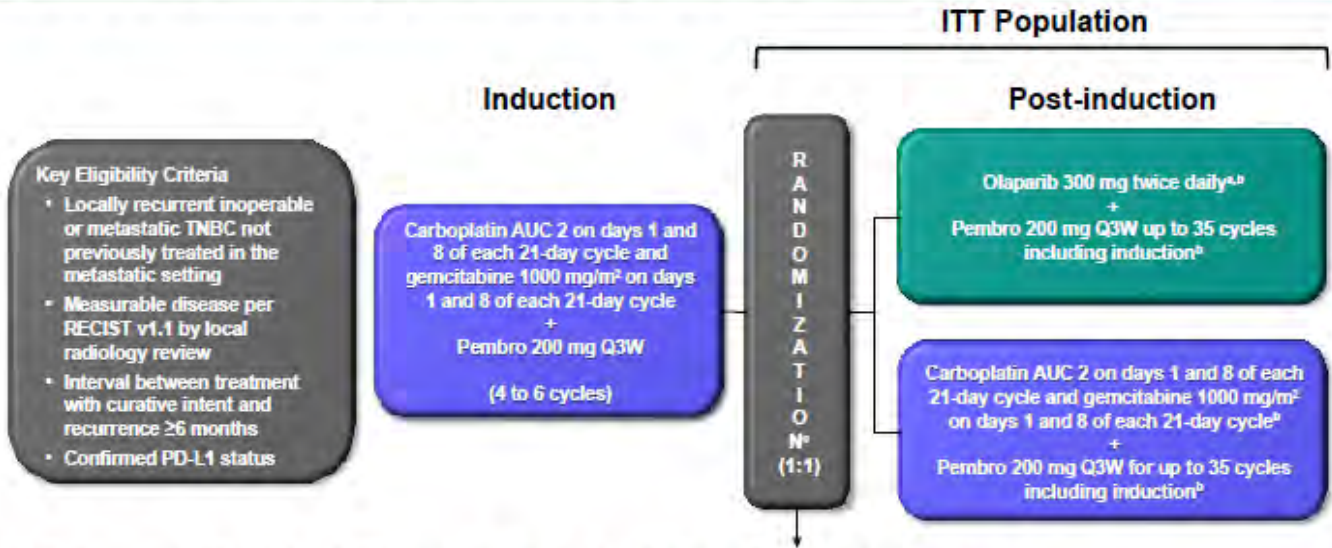 ITT Population
Induction
Post-induction
Key Eligibility Criteria
• Locally recurrent inoperable
or metastatic TNBC not
previously treated in the
metastatic setting
• Measurable disease per
RECIST v1.1 by local
radiology review
• Interval between treatment
with curative intent and
recurrence ≥6 months
• Confirmed PD-L1 status
Carboplatin AUC 2 on days 1 and
8 of each 21-day cycle and
gemcitabine 1000 mg/m² on days
1 and 8 of each 21-day cycle
+
Pembro 200 mg Q3W
(4 to 6 cycles)
R
A
N
D
O
M
I
Z
A
T
I
O
Nᶜ
(1:1)
Olaparib 300 mg twice dailyᵃ,ᵇ
+
Pembro 200 mg Q3W up to 35 cycles
including inductionᵇ
Carboplatin AUC 2 on days 1 and 8 of each
21-day cycle and gemcitabine 1000 mg/m²
on days 1 and 8 of each 21-day cycleᵇ
+
Pembro 200 mg Q3W for up to 35 cycles
including inductionᵇ